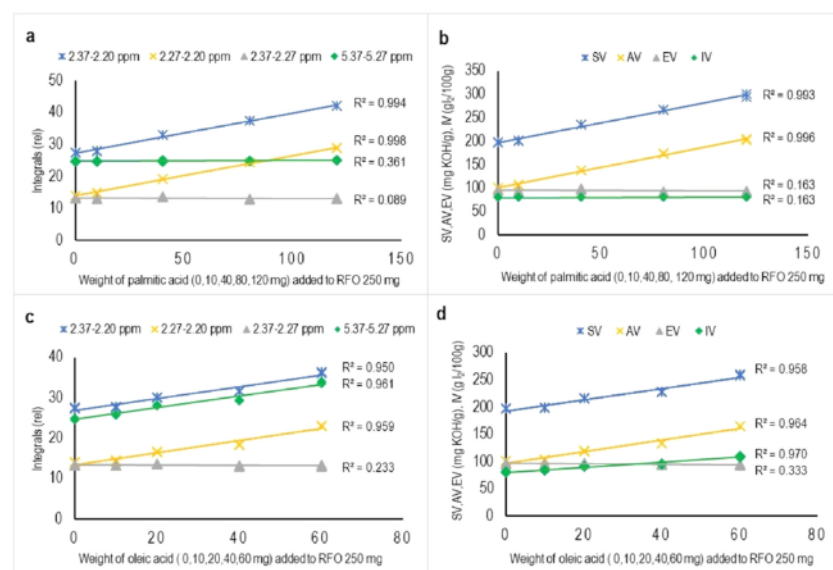 a
2.37-2.20 ppm 2.27-2.20 ppm 2.37-2.27 ppm 5.37-5.27 ppm
50
40
30
20
10
0
Integrals (rel)
R² = 0.994
R² = 0.998
R² = 0.361
R² = 0.089
0 50 100 150
Weight of palmitic acid (0,10,40,80,120 mg) added to RFO 250 mg
b
SV AV EV IV
350
300
250
200
150
100
50
0
SV,AV,EV (mg KOH/g), IV (gI₂/100g)
R² = 0.993
R² = 0.996
R² = 0.163
R² = 0.163
0 50 100 150
Weight of palmitic acid (0,10,40,80, 120 mg) added to RFO 250 mg
c
2.37-2.20 ppm 2.27-2.20 ppm 2.37-2.27 ppm 5.37-5.27 ppm
40
30
20
10
0
Integrals (rel)
R² = 0.950
R² = 0.961
R² = 0.959
R² = 0.233
0 20 40 60 80
Weight of oleic acid ( 0,10,20,40,60 mg) added to RFO 250 mg
d
SV AV EV IV
300
250
200
150
100
50
0
SV,AV,EV (mg KOH/g), IV (g I₂/100g)
R² = 0.958
R² = 0.964
R² = 0.970
R² = 0.333
0 20 40 60 80
Weight of oleic acid ( 0,10,20,40,60 mg) added to RFO 250 mg